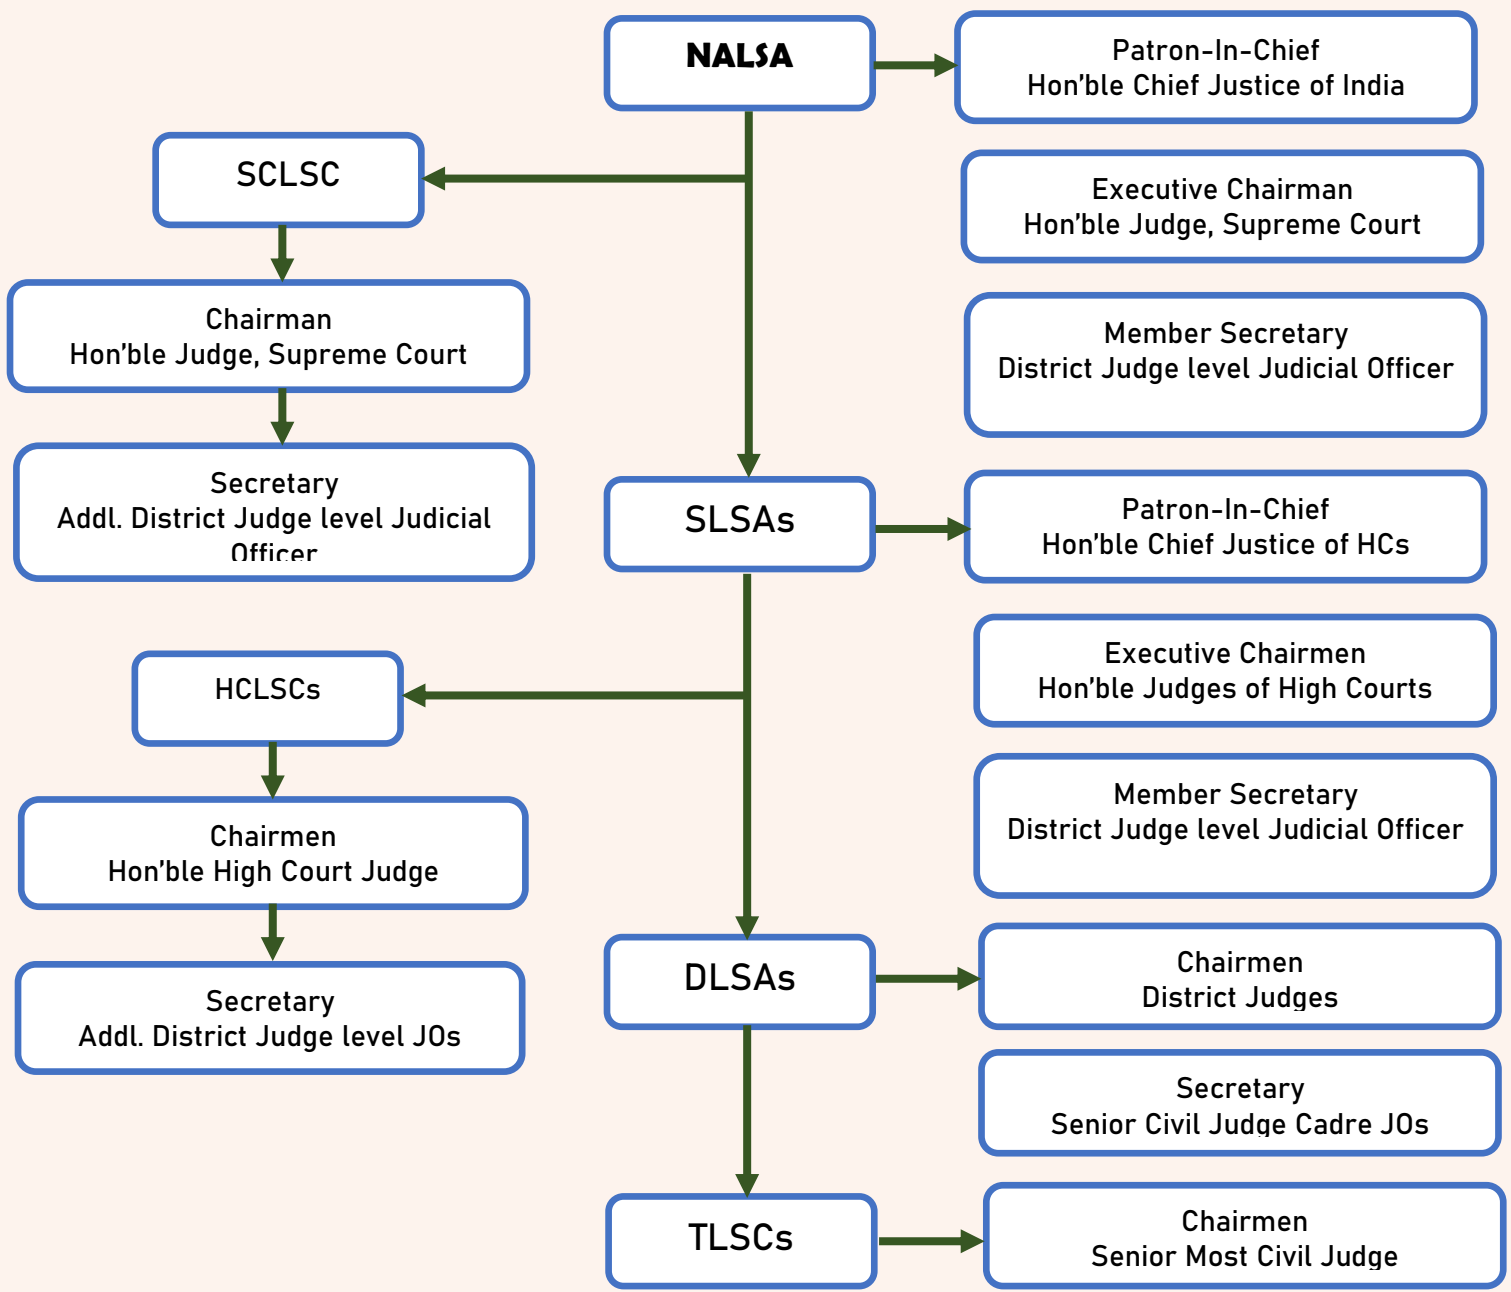 NALSA
Patron-In-Chief
Hon'ble Chief Justice of India
SCLSC
Executive Chairman
Hon'ble Judge, Supreme Court
Chairman
Hon'ble Judge, Supreme Court
Member Secretary
District Judge level Judicial Officer
Secretary
Addl. District Judge level Judicial
Officer
SLSAs
Patron-In-Chief
Hon'ble Chief Justice of HCs
Executive Chairmen
Hon'ble Judges of High Courts
HCLSCs
Member Secretary
District Judge level Judicial Officer
Chairmen
Hon'ble High Court Judge
DLSAs
Chairmen
District Judges
Secretary
Addl. District Judge level JOs
Secretary
Senior Civil Judge Cadre JOs
TLSCs
Chairmen
Senior Most Civil Judge